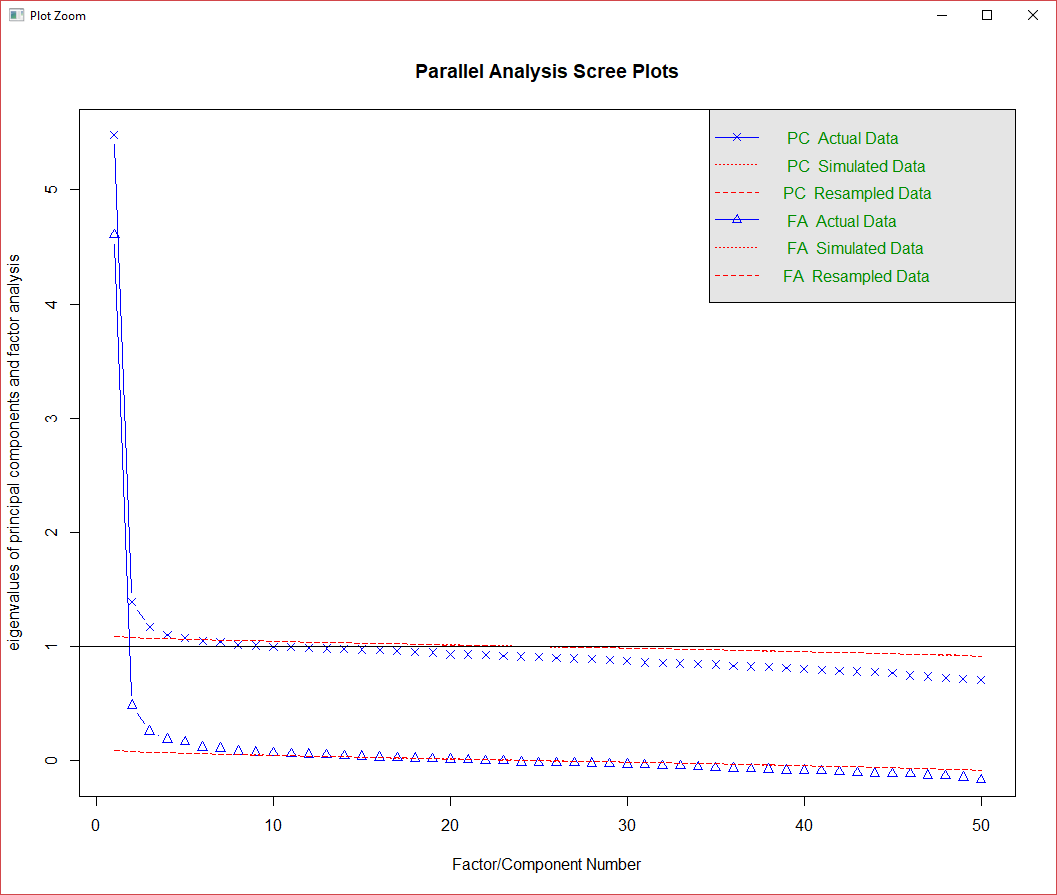 Plot Zoom
Parallel Analysis Scree Plots
PC Actual Data
PC Simulated Data
PC Resampled Data
FA Actual Data
FA Simulated Data
FA Resampled Data
eigenvalues of principal components and factor analysis
5
4
3
2
1
0
0 10 20 30 40 50
Factor/Component Number